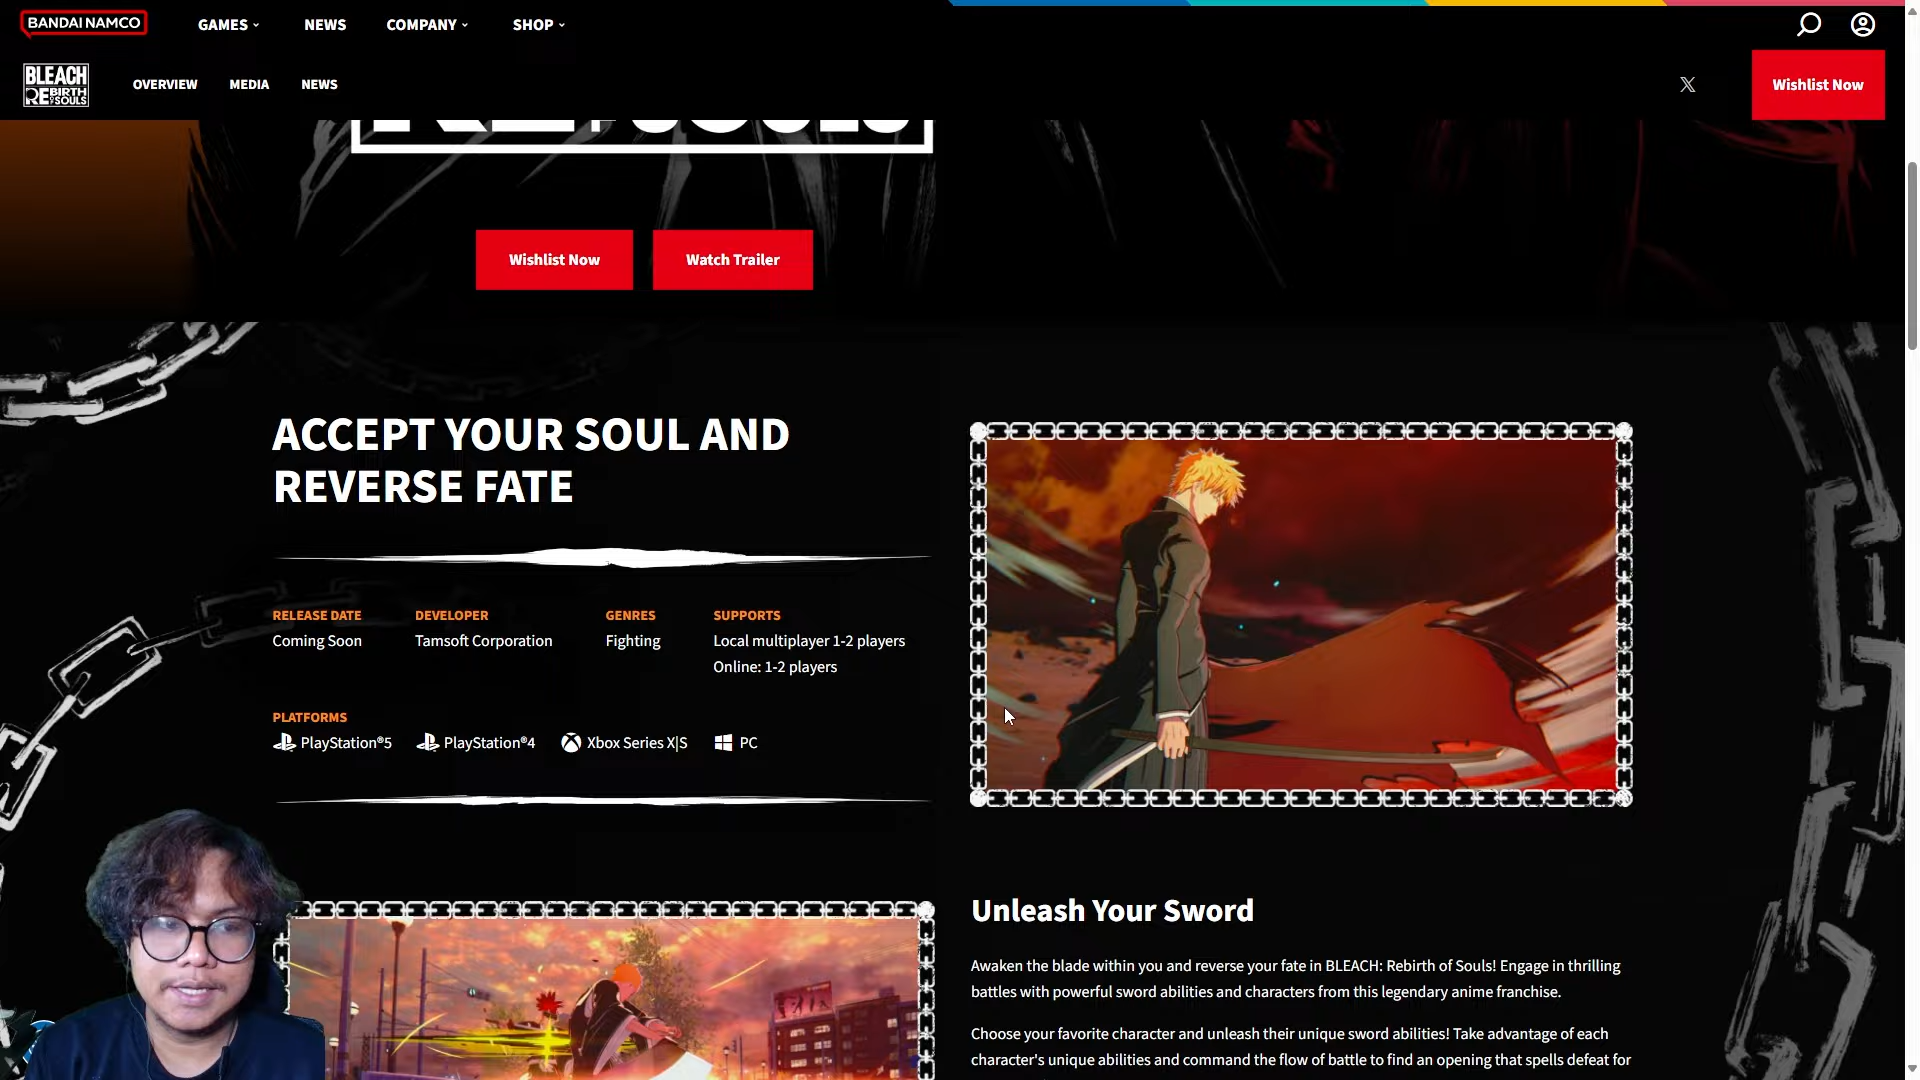 BANDAI NAMCO
GAMES
NEWS
COMPANY
SHOP
BLEACH
REBIRTH OF SOULS
OVERVIEW
MEDIA
NEWS
Wishlist Now
Wishlist Now
Watch Trailer
ACCEPT YOUR SOUL AND
REVERSE FATE
RELEASE DATE
Coming Soon
DEVELOPER
Tamsoft Corporation
GENRES
Fighting
SUPPORTS
Local multiplayer 1-2 players
Online: 1-2 players
PLATFORMS
PlayStation®5
PlayStation®4
Xbox Series X|S
PC
Unleash Your Sword
Awaken the blade within you and reverse your fate in BLEACH: Rebirth of Souls! Engage in thrilling
battles with powerful sword abilities and characters from this legendary anime franchise.
Choose your favorite character and unleash their unique sword abilities! Take advantage of each
character's unique abilities and command the flow of battle to find an opening that spells defeat for